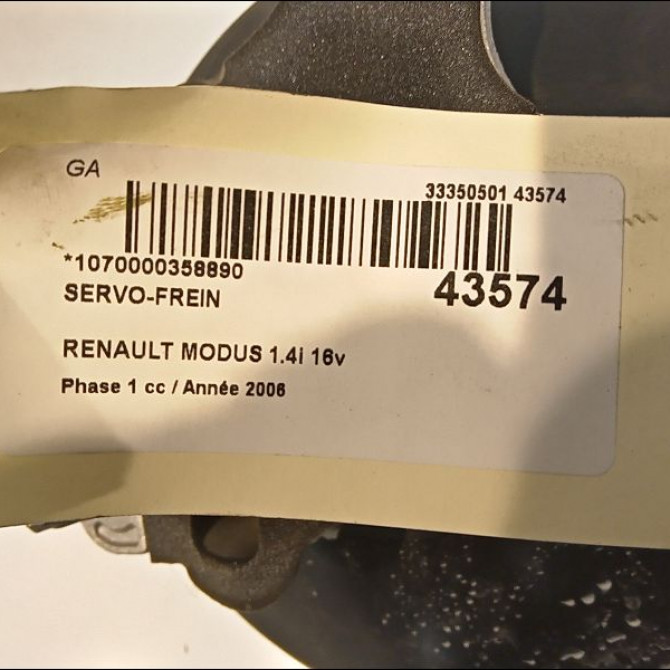 GA
33350501 43574
*1070000358890
43574
SERVO-FREIN
RENAULT MODUS 1.4i 16v
Phase 1 cc / Année 2006